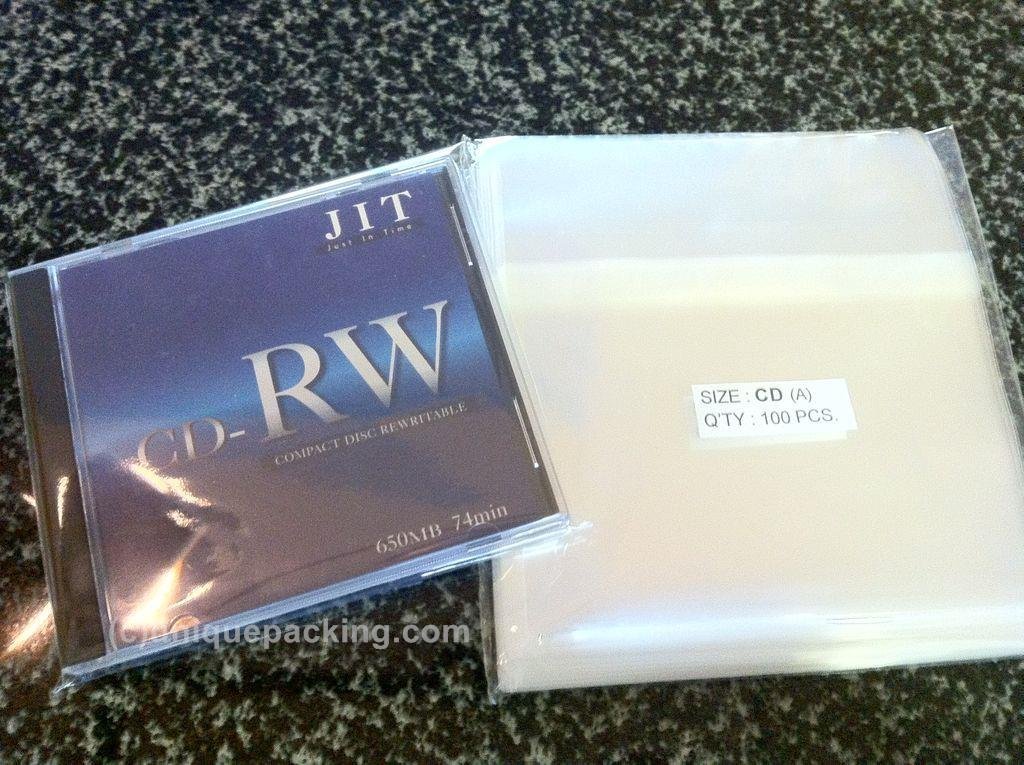 JIT
Just In Time
CD-RW
COMPACT DISC REWRITABLE
650MB 74min
SIZE : CD (A)
Q'TY : 100 PCS.
(c)uniquepacking.com